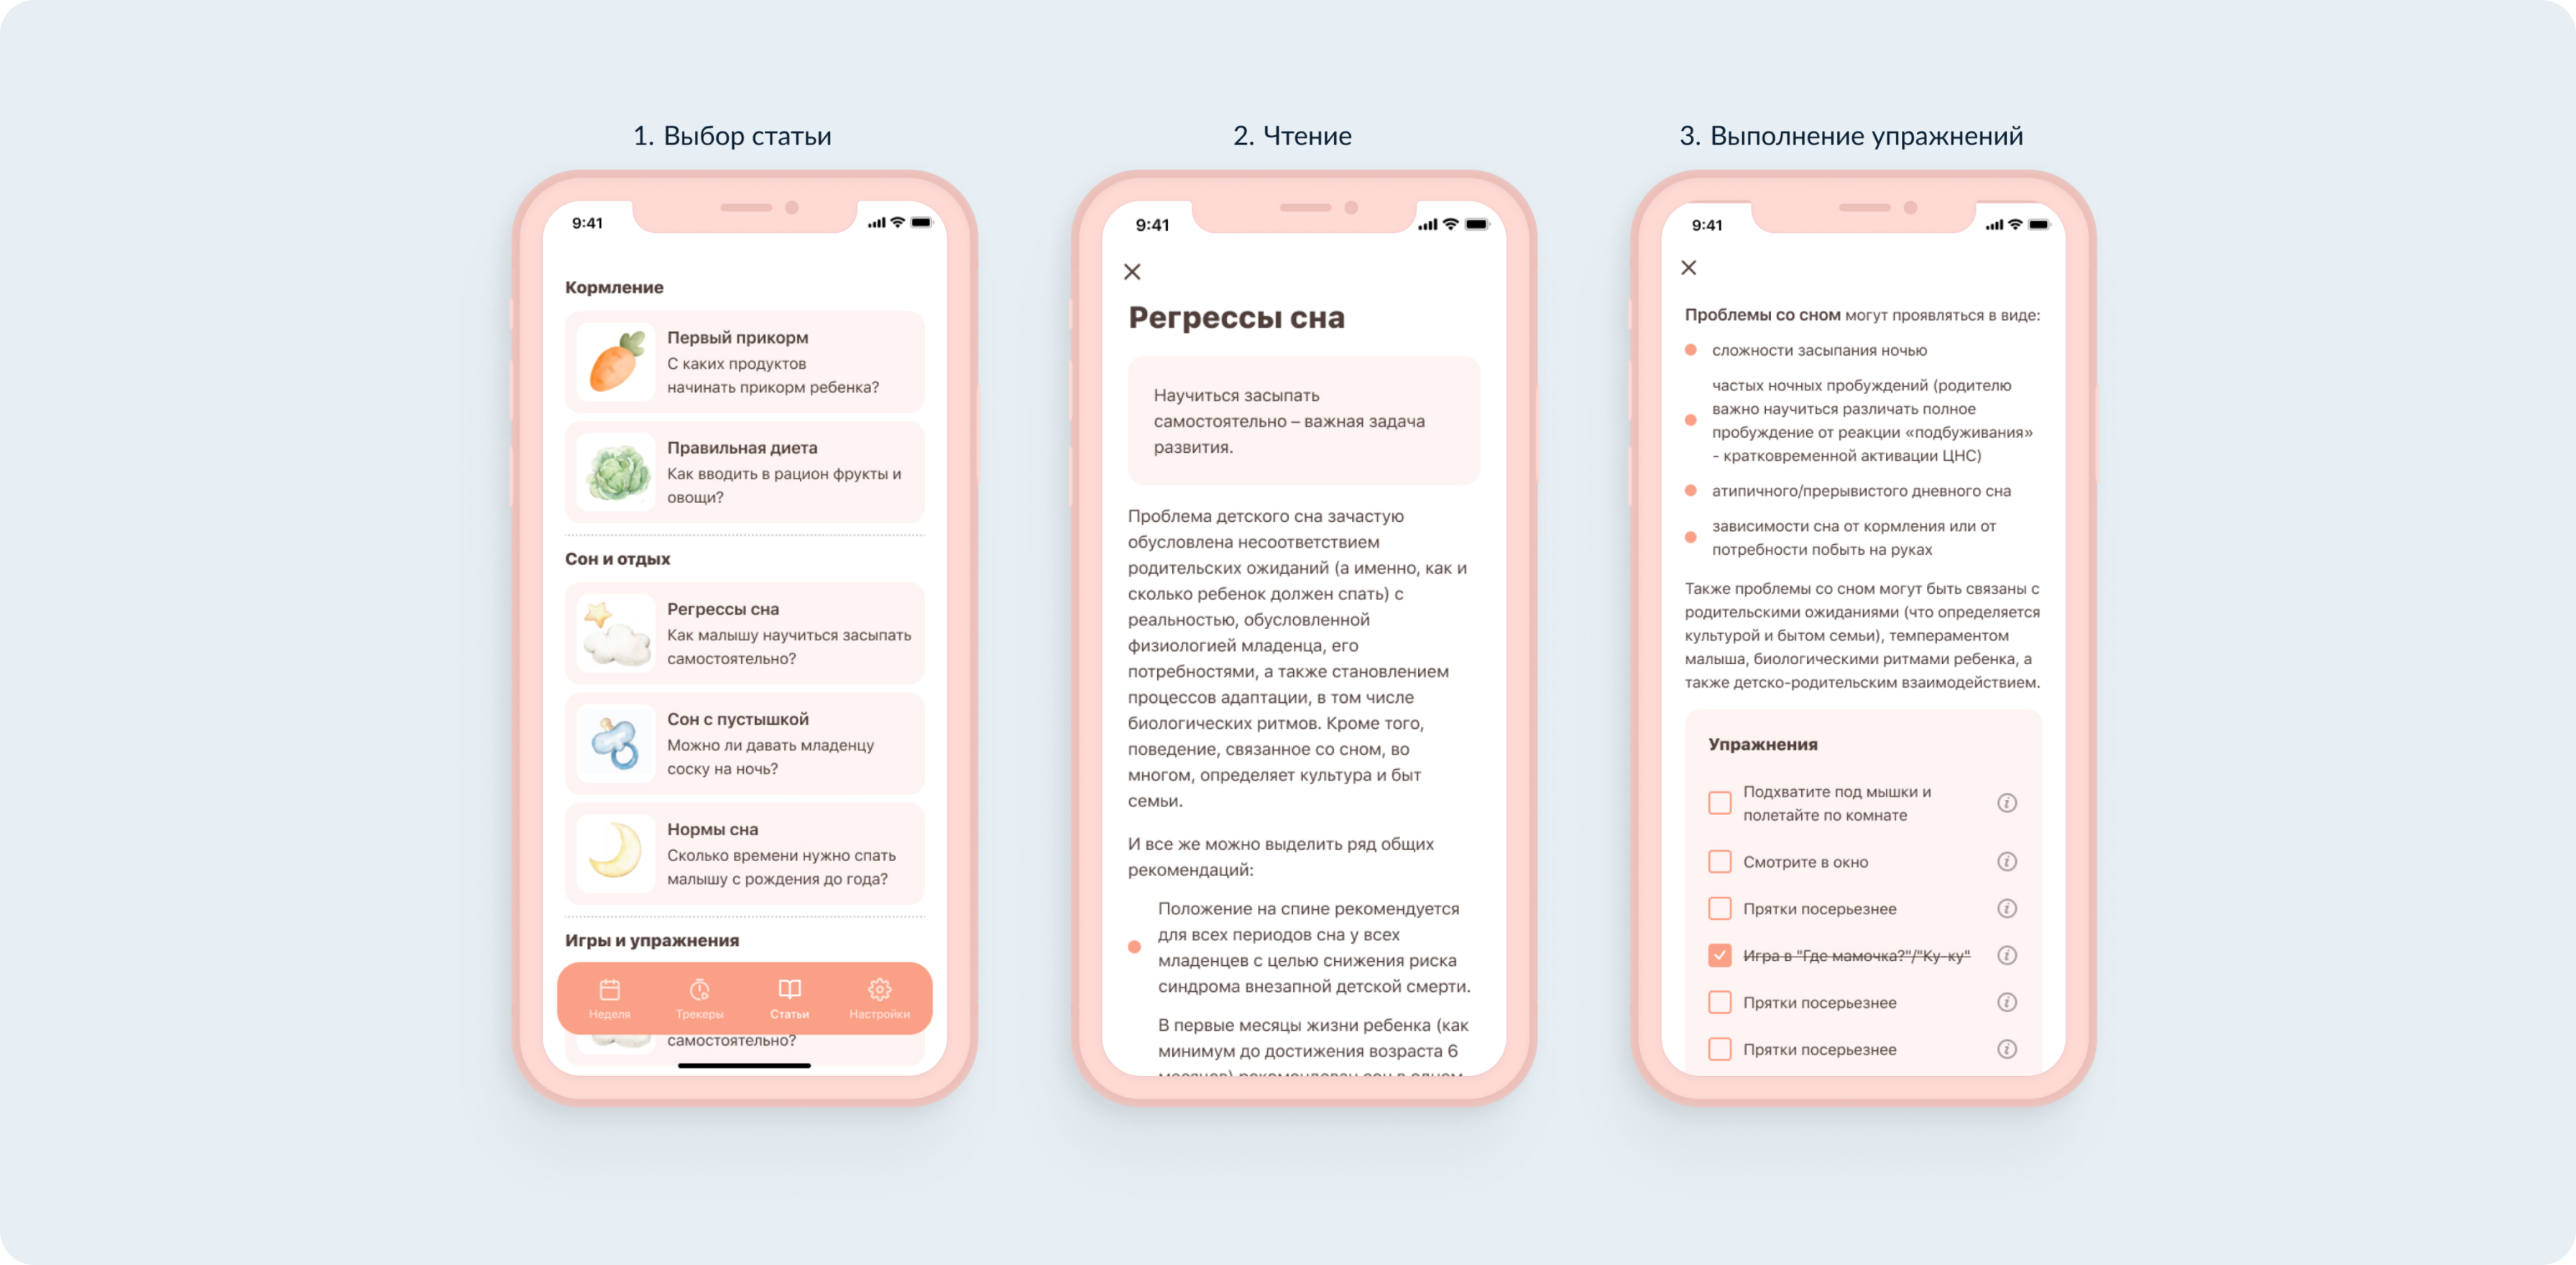 1. Выбор статьи
9:41
Кормление
Первый прикорм
С каких продуктов
начинать прикорм ребенка?
Правильная диета
Как вводить в рацион фрукты и
овощи?
Сон и отдых
Регрессы сна
Как малышу научиться засыпать
самостоятельно?
Сон с пустышкой
Можно ли давать младенцу
соску на ночь?
Нормы сна
Сколько времени нужно спать
малышу с рождения до года?
Игры и упражнения
Неделя
Трекеры
Статьи
Настройки
самостоятельно?
2. Чтение
9:41
Регрессы сна
Научиться засыпать
самостоятельно – важная задача
развития.
Проблема детского сна зачастую
обусловлена несоответствием
родительских ожиданий (а именно, как и
сколько ребенок должен спать) с
реальностью, обусловленной
физиологией младенца, его
потребностями, а также становлением
процессов адаптации, в том числе
биологических ритмов. Кроме того,
поведение, связанное со сном, во
многом, определяет культура и быт
семьи.
И все же можно выделить ряд общих
рекомендаций:
Положение на спине рекомендуется
для всех периодов сна у всех
младенцев с целью снижения риска
синдрома внезапной детской смерти.
В первые месяцы жизни ребенка (как
минимум до достижения возраста 6
месяцев) рекомендован сон в одном
3. Выполнение упражнений
9:41
Проблемы со сном могут проявляться в виде:
сложности засыпания ночью
частых ночных пробуждений (родителю
важно научиться различать полное
пробуждение от реакции «подбуживания»
- кратковременной активации ЦНС)
атипичного/прерывистого дневного сна
зависимости сна от кормления или от
потребности побыть на руках
Также проблемы со сном могут быть связаны с
родительскими ожиданиями (что определяется
культурой и бытом семьи), темпераментом
малыша, биологическими ритмами ребенка, а
также детско-родительским взаимодействием.
Упражнения
Подхватите под мышки и
полетайте по комнате
Смотрите в окно
Прятки посерьезнее
Игра в "Где мамочка?"/"Ку-ку"
Прятки посерьезнее
Прятки посерьезнее